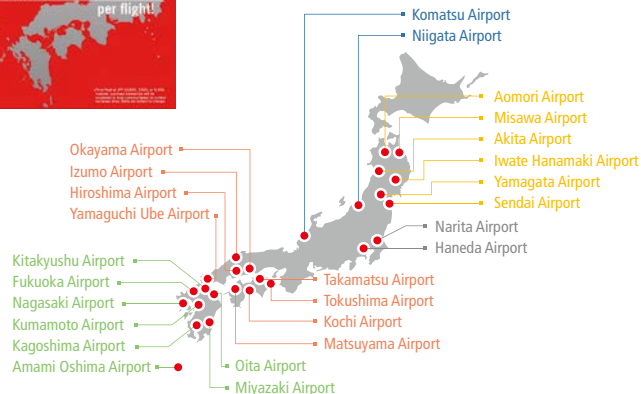 per flight!
Komatsu Airport
Niigata Airport
Aomori Airport
Misawa Airport
Akita Airport
Iwate Hanamaki Airport
Yamagata Airport
Sendai Airport
Narita Airport
Haneda Airport
Okayama Airport
Izumo Airport
Hiroshima Airport
Yamaguchi Ube Airport
Kitakyushu Airport
Fukuoka Airport
Nagasaki Airport
Kumamoto Airport
Kagoshima Airport
Amami Oshima Airport
Takamatsu Airport
Tokushima Airport
Kochi Airport
Matsuyama Airport
Oita Airport
Miyazaki Airport